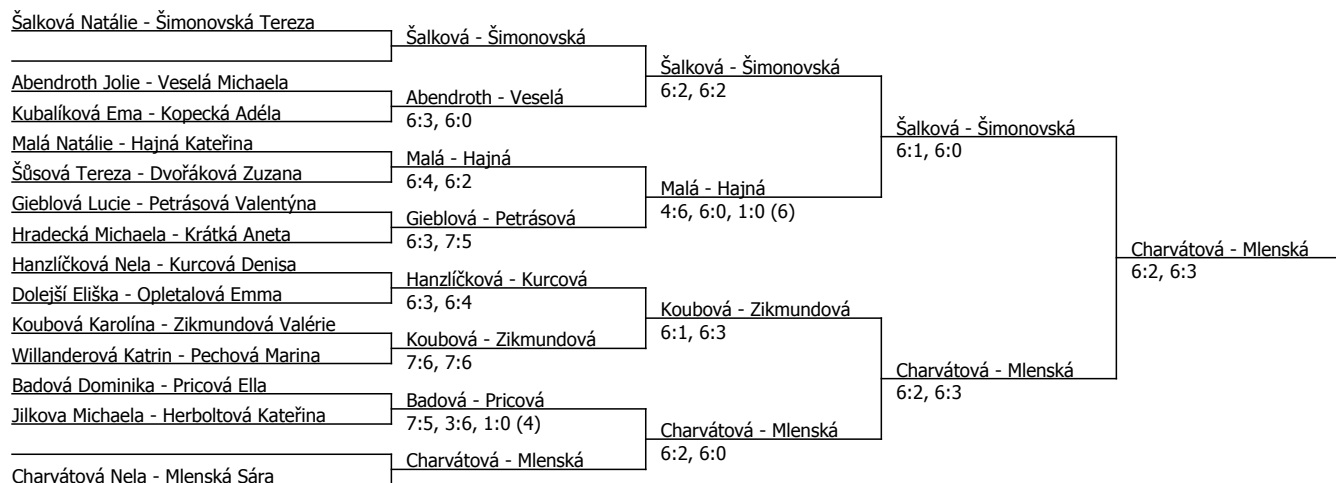 Šalková Natálie - Šimonovská Tereza
Abendroth Jolie - Veselá Michaela
Kubalíková Ema - Kopecká Adéla
Malá Natálie - Hajná Kateřina
Šůsová Tereza - Dvořáková Zuzana
Gieblová Lucie - Petrásová Valentýna
Hradecká Michaela - Krátká Aneta
Hanzlíčková Nela - Kurcová Denisa
Dolejší Eliška - Opletalová Emma
Koubová Karolína - Zikmundová Valérie
Willanderová Katrin - Pechová Marina
Badová Dominika - Pricová Ella
Jilkova Michaela - Herboltová Kateřina
Charvátová Nela - Mlenská Sára
Šalková - Šimonovská
Abendroth - Veselá
6:3, 6:0
Malá - Hajná
6:4, 6:2
Gieblová - Petrásová
6:3, 7:5
Hanzlíčková - Kurcová
6:3, 6:4
Koubová - Zikmundová
7:6, 7:6
Badová - Pricová
7:5, 3:6, 1:0 (4)
Charvátová - Mlenská
Šalková - Šimonovská
6:2, 6:2
Malá - Hajná
4:6, 6:0, 1:0 (6)
Koubová - Zikmundová
6:1, 6:3
Charvátová - Mlenská
6:2, 6:0
Šalková - Šimonovská
6:1, 6:0
Charvátová - Mlenská
6:2, 6:3
Charvátová - Mlenská
6:2, 6:3